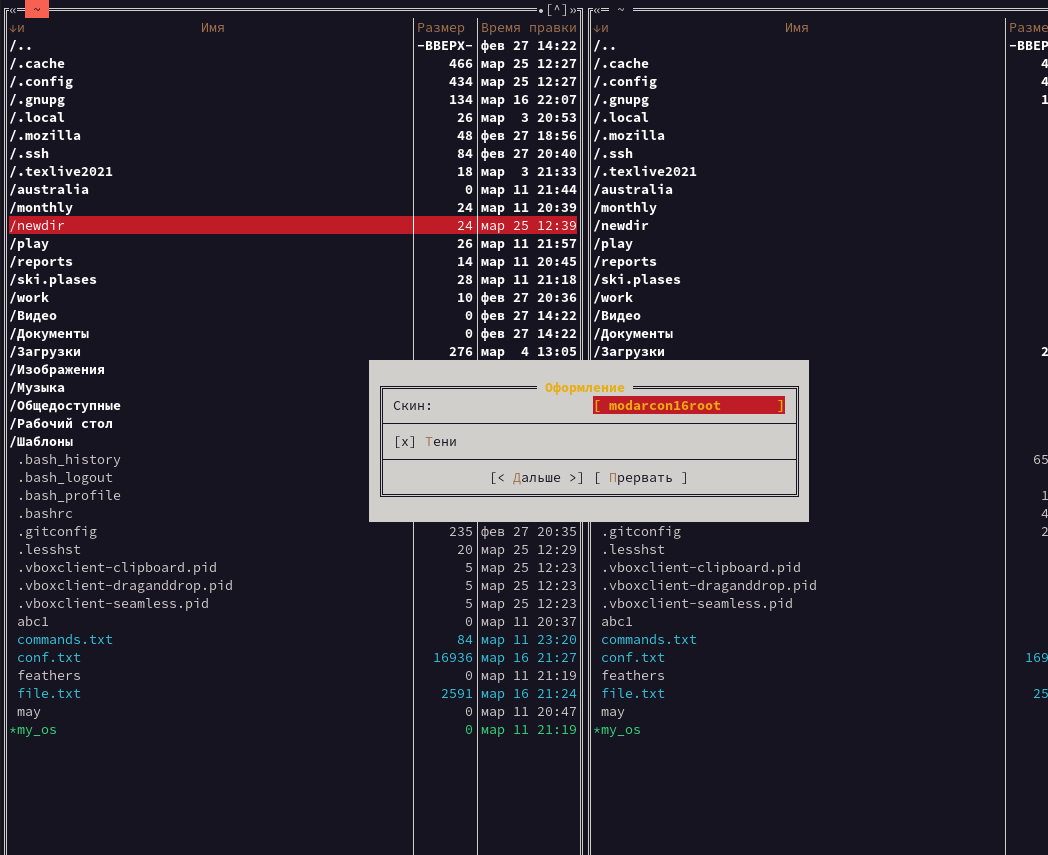 «═ ~ •[^]» «═ ~
↓и Имя Размер Время правки ↓и Имя Разме
/.. -ВВЕРХ- фев 27 14:22 /.. -ВВЕР
/.cache 466 мар 25 12:27 /.cache 4
/.config 434 мар 25 12:27 /.config 4
/.gnupg 134 мар 16 22:07 /.gnupg 1
/.local 26 мар 3 20:53 /.local
/.mozilla 48 фев 27 18:56 /.mozilla
/.ssh 84 фев 27 20:40 /.ssh
/.texlive2021 18 мар 3 21:33 /.texlive2021
/australia 0 мар 11 21:44 /australia
/monthly 24 мар 11 20:39 /monthly
/newdir 24 мар 25 12:39 /newdir
/play 26 мар 11 21:57 /play
/reports 14 мар 11 20:45 /reports
/ski.plases 28 мар 11 21:18 /ski.plases
/work 10 фев 27 20:36 /work
/Видео 0 фев 27 14:22 /Видео
/Документы 0 фев 27 14:22 /Документы
/Загрузки 276 мар 4 13:05 /Загрузки 2
/Изображения
/Музыка Оформление
/Общедоступные Скин: [ modarcon16root ]
/Рабочий стол
/Шаблоны [x] Тени
.bash_history 65
.bash_logout [< Дальше >] [ Прервать ]
.bash_profile 1
.bashrc 4
.gitconfig 235 фев 27 20:35 .gitconfig 2
.lesshst 20 мар 25 12:29 .lesshst
.vboxclient-clipboard.pid 5 мар 25 12:23 .vboxclient-clipboard.pid
.vboxclient-draganddrop.pid 5 мар 25 12:23 .vboxclient-draganddrop.pid
.vboxclient-seamless.pid 5 мар 25 12:23 .vboxclient-seamless.pid
abc1 0 мар 11 20:37 abc1
commands.txt 84 мар 11 23:20 commands.txt
conf.txt 16936 мар 16 21:27 conf.txt 169
feathers 0 мар 11 21:19 feathers
file.txt 2591 мар 16 21:24 file.txt 25
may 0 мар 11 20:47 may
*my_os 0 мар 11 21:19 *my_os